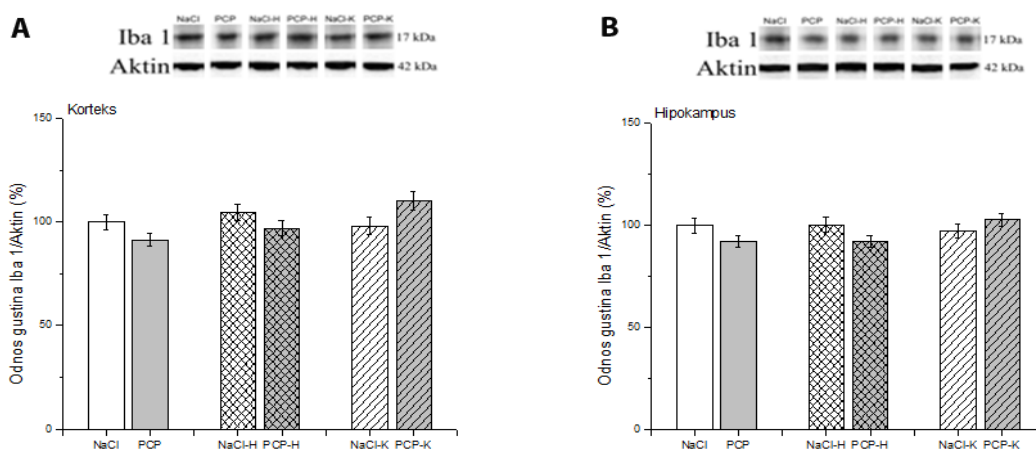 A
NaCl PCP NaCl-H PCP-H NaCl-K PCP-K
Iba 1 17 kDa
Aktin 42 kDa
Korteks
150
100
50
0
Odnos gustina Iba 1/Aktin (%)
NaCl PCP NaCl-H PCP-H NaCl-K PCP-K
B
NaCl PCP NaCl-H PCP-H NaCl-K PCP-K
Iba 1 17 kDa
Aktin 42 kDa
Hipokampus
150
100
50
0
Odnos gustina Iba 1/Aktin (%)
NaCl PCP NaCl-H PCP-H NaCl-K PCP-K